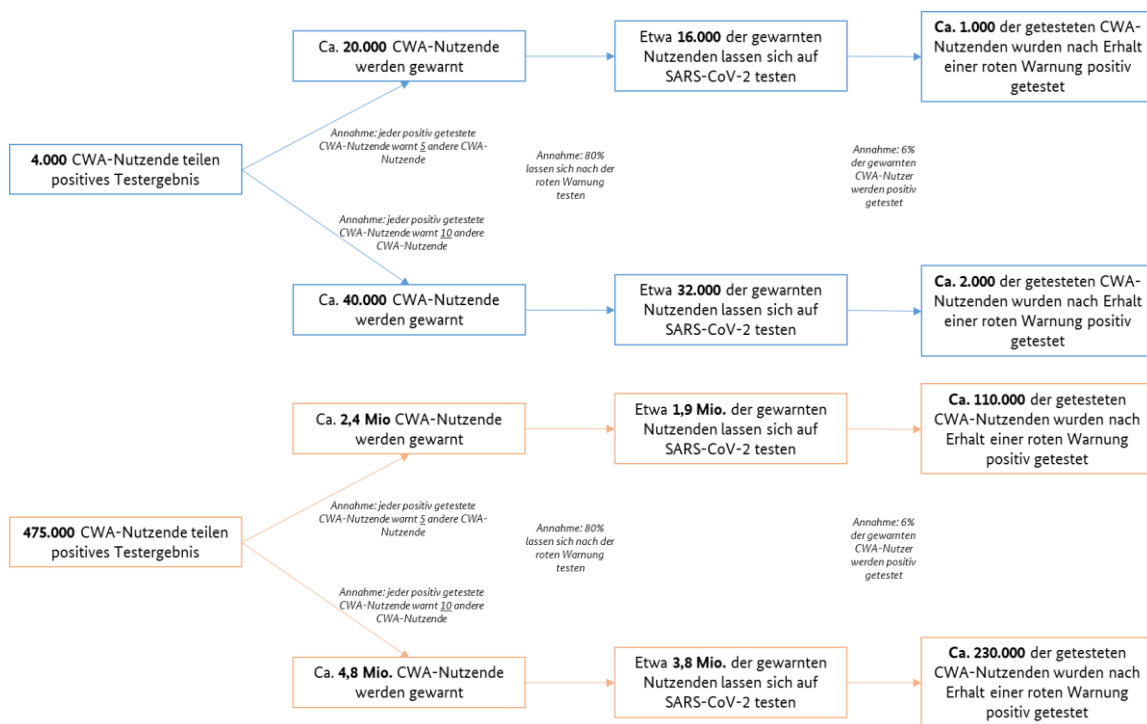 Ca. 20.000 CWA-Nutzende
werden gewarnt
Etwa 16.000 der gewarnten
Nutzenden lassen sich auf
SARS-CoV-2 testen
Ca. 1.000 der getesteten CWA-
Nutzenden wurden nach Erhalt
einer roten Warnung positiv
getestet
Annahme: jeder positiv getestete
CWA-Nutzende warnt 5 andere CWA-
Nutzende
4.000 CWA-Nutzende teilen
positives Testergebnis
Annahme: 80%
lassen sich nach der
roten Warnung
testen
Annahme: 6%
der gewarnten
CWA-Nutzer
werden positiv
getestet
Annahme: jeder positiv getestete
CWA-Nutzende warnt 10 andere
CWA-Nutzende
Ca. 40.000 CWA-Nutzende
werden gewarnt
Etwa 32.000 der gewarnten
Nutzenden lassen sich auf
SARS-CoV-2 testen
Ca. 2.000 der getesteten CWA-
Nutzenden wurden nach Erhalt
einer roten Warnung positiv
getestet
Ca. 2,4 Mio CWA-Nutzende
werden gewarnt
Etwa 1,9 Mio. der gewarnten
Nutzenden lassen sich auf
SARS-CoV-2 testen
Ca. 110.000 der getesteten
CWA-Nutzenden wurden nach
Erhalt einer roten Warnung
positiv getestet
Annahme: jeder positiv getestete
CWA-Nutzende warnt 5 andere CWA-
Nutzende
475.000 CWA-Nutzende teilen
positives Testergebnis
Annahme: 80%
lassen sich nach der
roten Warnung
testen
Annahme: 6%
der gewarnten
CWA-Nutzer
werden positiv
getestet
Annahme: jeder positiv getestete
CWA-Nutzende warnt 10 andere
CWA-Nutzende
Ca. 4,8 Mio. CWA-Nutzende
werden gewarnt
Etwa 3,8 Mio. der gewarnten
Nutzenden lassen sich auf
SARS-CoV-2 testen
Ca. 230.000 der getesteten
CWA-Nutzenden wurden nach
Erhalt einer roten Warnung
positiv getestet